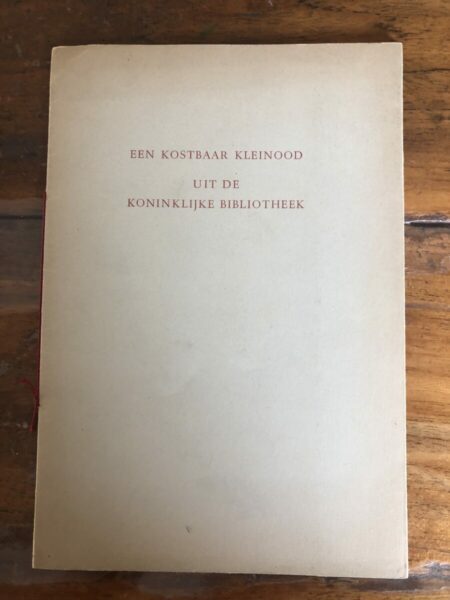 EEN KOSTBAAR KLEINOOD
UIT DE
KONINKLIJKE BIBLIOTHEEK